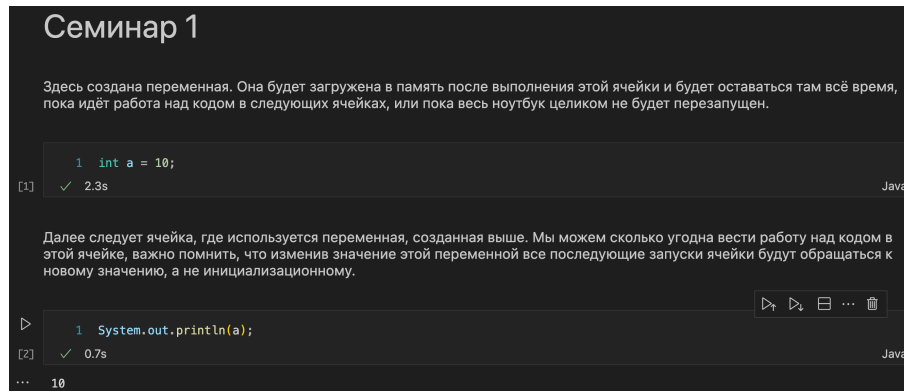 Семинар 1
Здесь создана переменная. Она будет загружена в память после выполнения этой ячейки и будет оставаться там всё время,
пока идёт работа над кодом в следующих ячейках, или пока весь ноутбук целиком не будет перезапущен.
1 int a = 10;
[1] 2.3s Java
Далее следует ячейка, где используется переменная, созданная выше. Мы можем сколько угодна вести работу над кодом в
этой ячейке, важно помнить, что изменив значение этой переменной все последующие запуски ячейки будут обращаться к
новому значению, а не инициализационному.
1 System.out.println(a);
[2] 0.7s Java
... 10